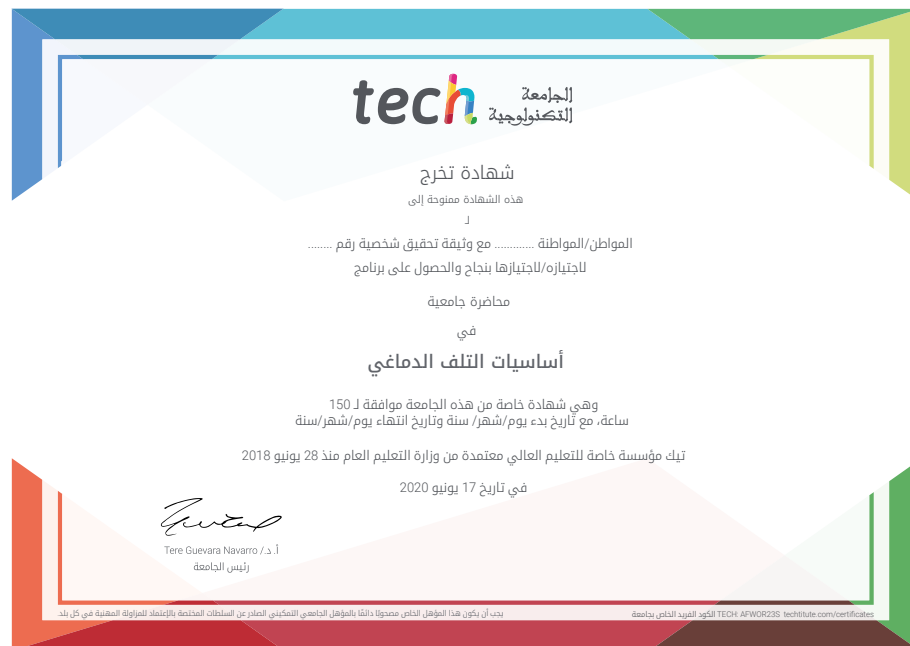 tech
الجامعة
التكنولوجية
شهادة تخرج
هذه الشهادة ممنوحة إلى
لـ
المواطن/المواطنة ............ مع وثيقة تحقيق شخصية رقم ........
لاجتيازه/لاجتيازها بنجاح والحصول على برنامج
محاضرة جامعية
في
أساسيات التلف الدماغي
وهي شهادة خاصة من هذه الجامعة موافقة لـ 150
ساعة، مع تاريخ بدء يوم/شهر/ سنة وتاريخ انتهاء يوم/شهر/سنة
تيك مؤسسة خاصة للتعليم العالي معتمدة من وزارة التعليم العام منذ 28 يونيو 2018
في تاريخ 17 يونيو 2020
أ. د./ Tere Guevara Navarro
رئيس الجامعة
الكود الفريد الخاص بجامعة TECH: AFWOR23S techtitute.com/certificates
يجب أن يكون هذا المؤهل الخاص مصحوبًا دائمًا بالمؤهل الجامعي التمكيني الصادر عن السلطات المختصة بالإعتماد للمزاولة المهنية في كل بلد.